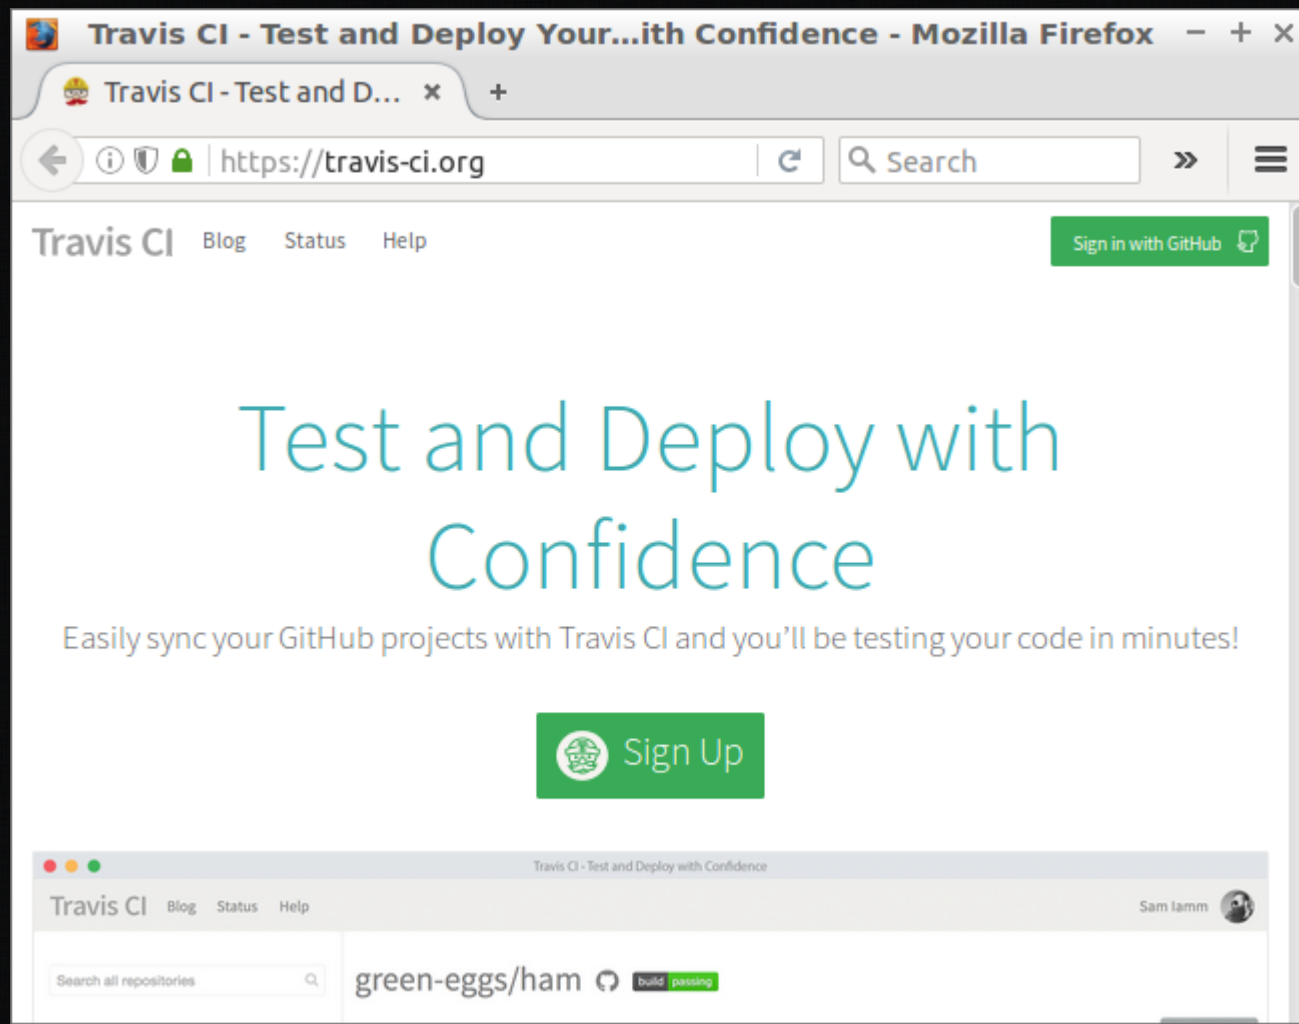 Travis CI - Test and Deploy Your...ith Confidence - Mozilla Firefox
Travis CI - Test and D...
https://travis-ci.org
Search
Travis CI Blog Status Help
Sign in with GitHub
Test and Deploy with
Confidence
Easily sync your GitHub projects with Travis CI and you’ll be testing your code in minutes!
Sign Up
Travis CI - Test and Deploy with Confidence
Travis CI Blog Status Help
Sam Iamm
Search all repositories
green-eggs/ham
build passing